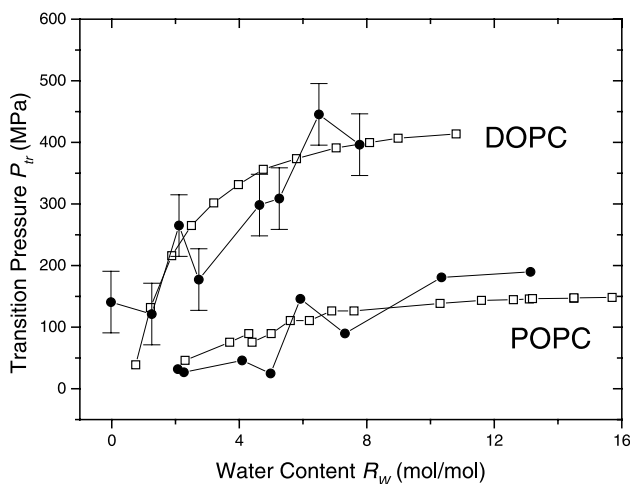 600
500
400
300
200
100
0
Transition Pressure P_tr (MPa)
DOPC
POPC
0 4 8 12 16
Water Content R_W (mol/mol)